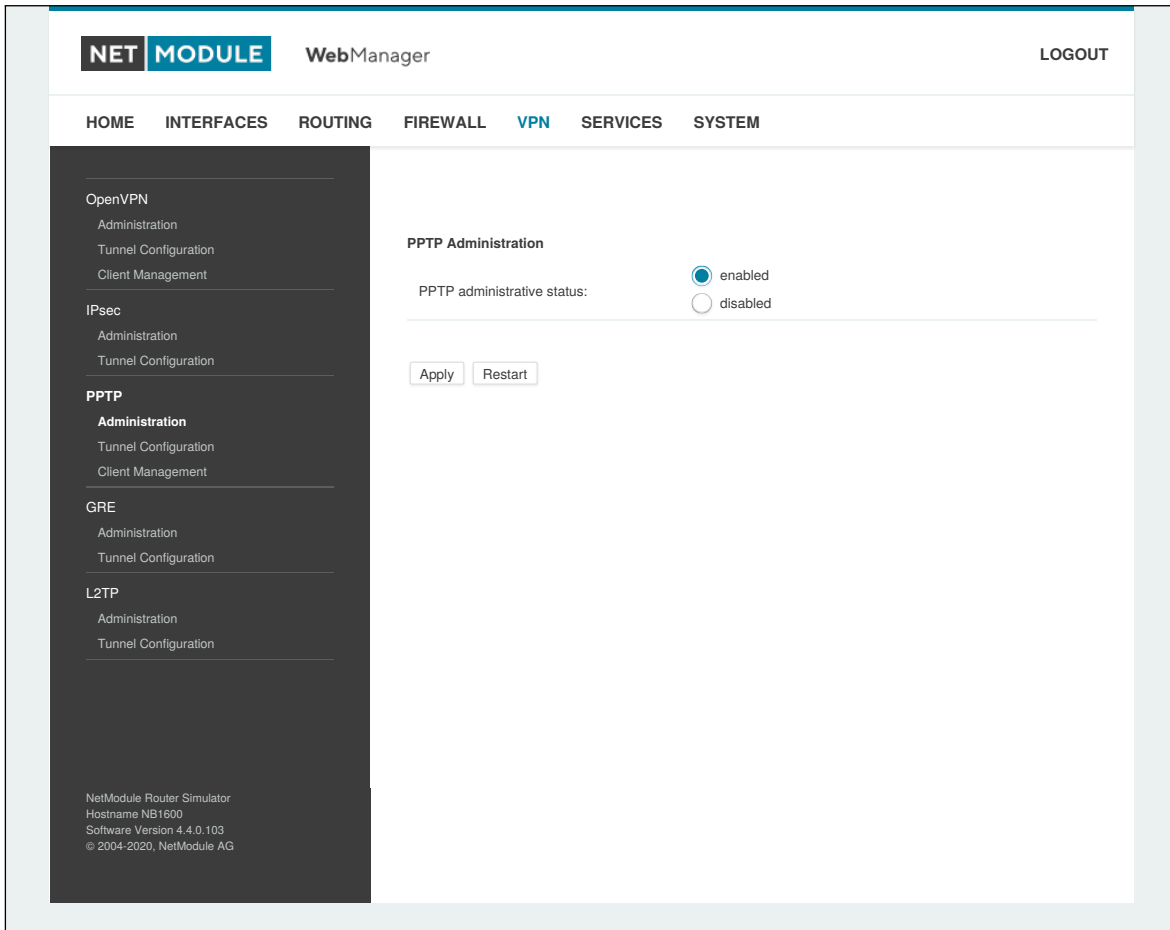 NET MODULE WebManager LOGOUT
HOME INTERFACES ROUTING FIREWALL VPN SERVICES SYSTEM
OpenVPN
Administration
Tunnel Configuration
Client Management
IPsec
Administration
Tunnel Configuration
PPTP
Administration
Tunnel Configuration
Client Management
GRE
Administration
Tunnel Configuration
L2TP
Administration
Tunnel Configuration
NetModule Router Simulator
Hostname NB1600
Software Version 4.4.0.103
© 2004-2020, NetModule AG
PPTP Administration
PPTP administrative status:
enabled
disabled
Apply Restart